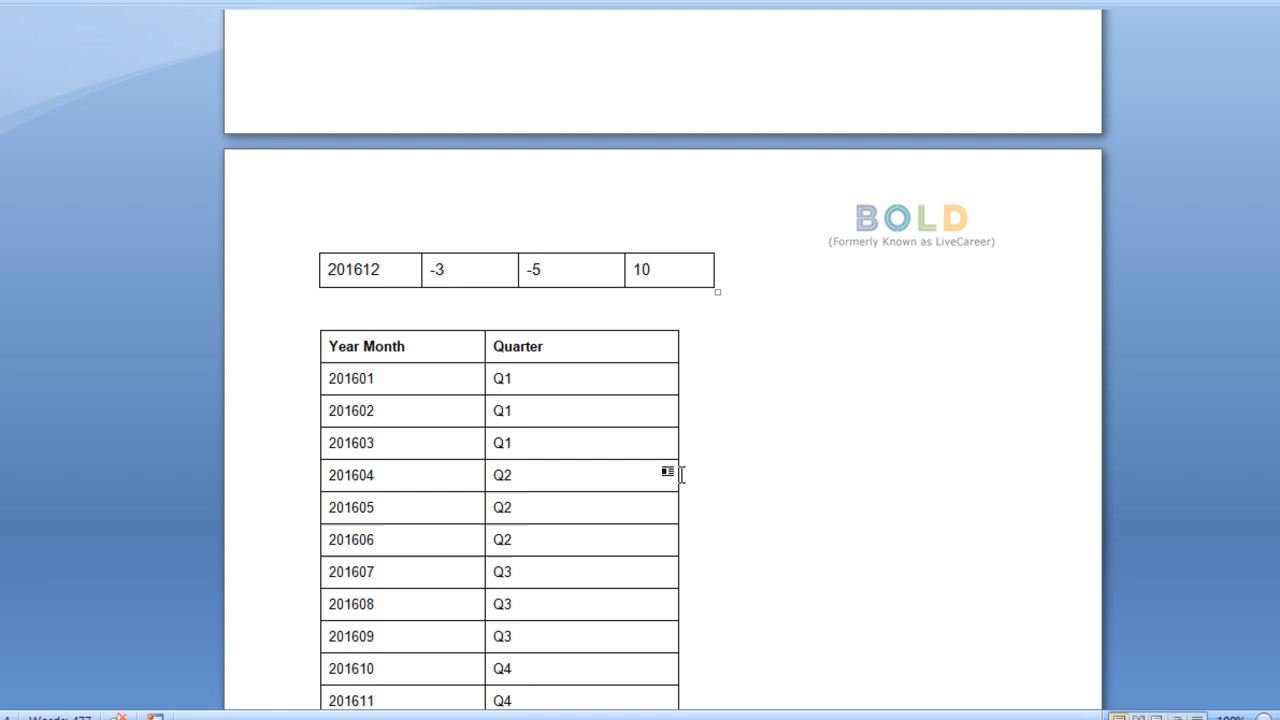 BOLD
(Formerly Known as LiveCareer)
201612 -3 -5 10
Year Month Quarter
201601 Q1
201602 Q1
201603 Q1
201604 Q2
201605 Q2
201606 Q2
201607 Q3
201608 Q3
201609 Q3
201610 Q4
201611 Q4